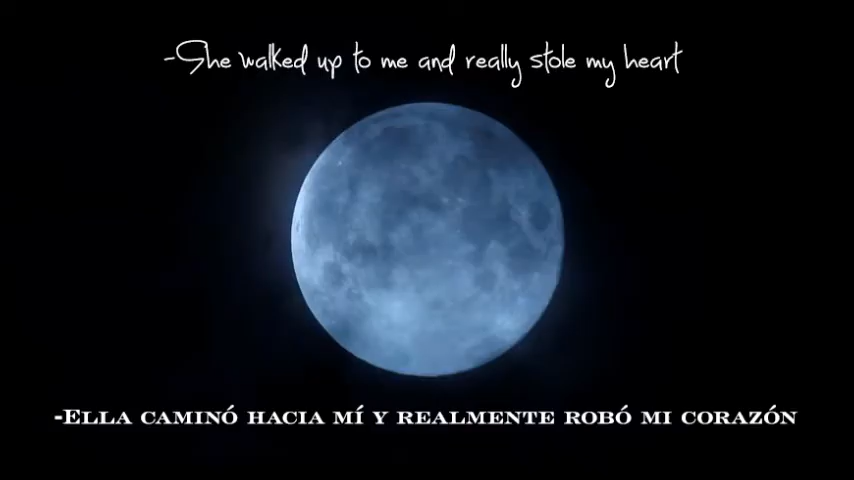 -She walked up to me and really stole my heart
-Ella caminó hacia mí y realmente robó mi corazón